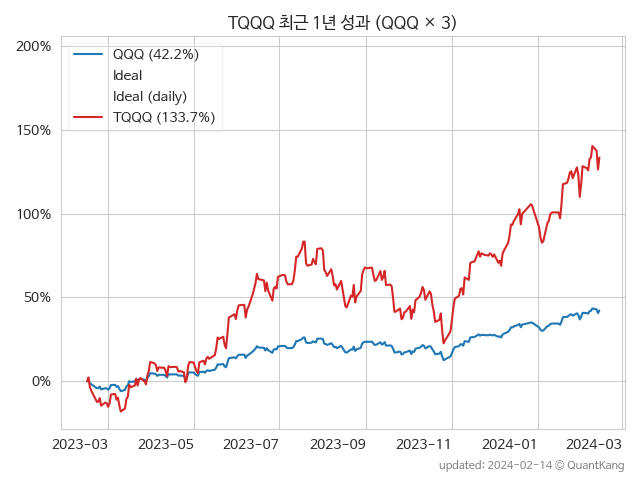 TQQQ 최근 1년 성과 (QQQ × 3)
200%
150%
100%
50%
0%
QQQ (42.2%)
Ideal
Ideal (daily)
TQQQ (133.7%)
2023-03
2023-05
2023-07
2023-09
2023-11
2024-01
2024-03
updated: 2024-02-14 © QuantKang